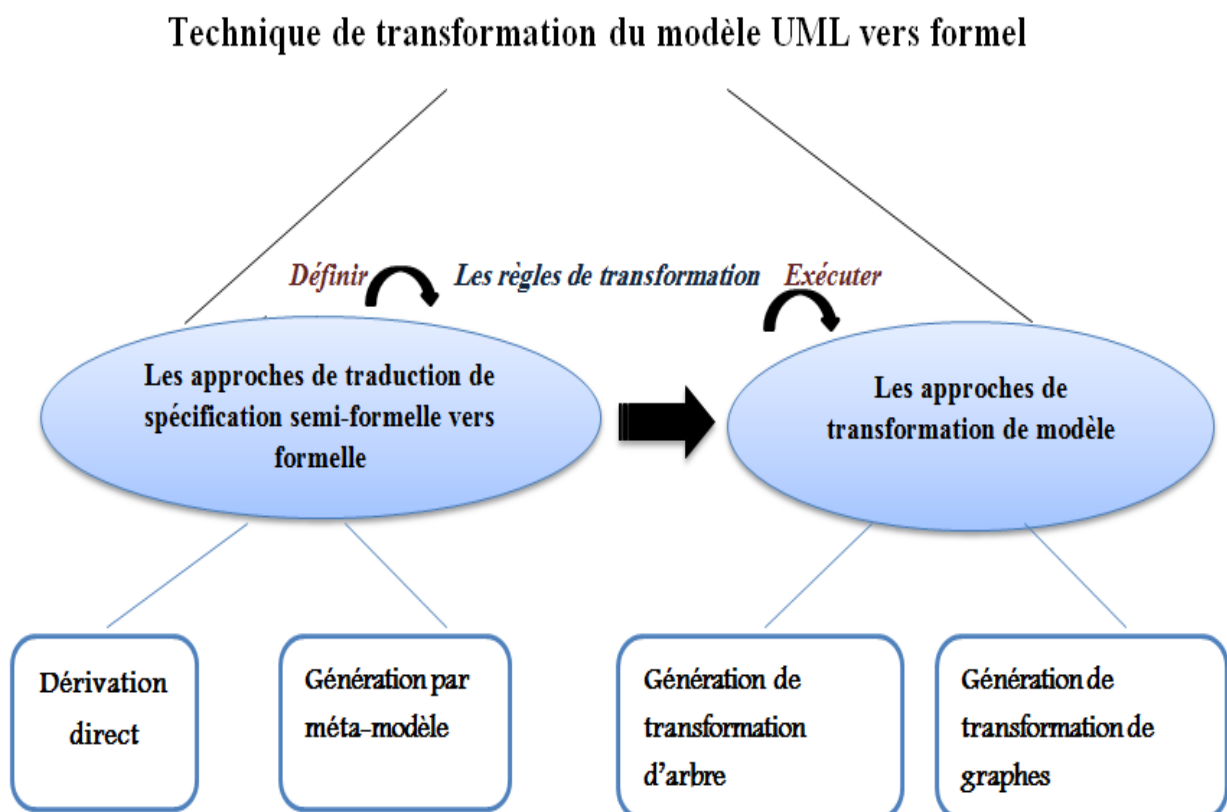 Technique de transformation du modèle UML vers formel
Définir
Les règles de transformation
Exécuter
Les approches de traduction de
spécification semi-formelle vers
formelle
Les approches de
transformation de modèle
Dérivation
direct
Génération par
méta-modèle
Génération de
transformation
d'arbre
Génération de
transformation de
graphes